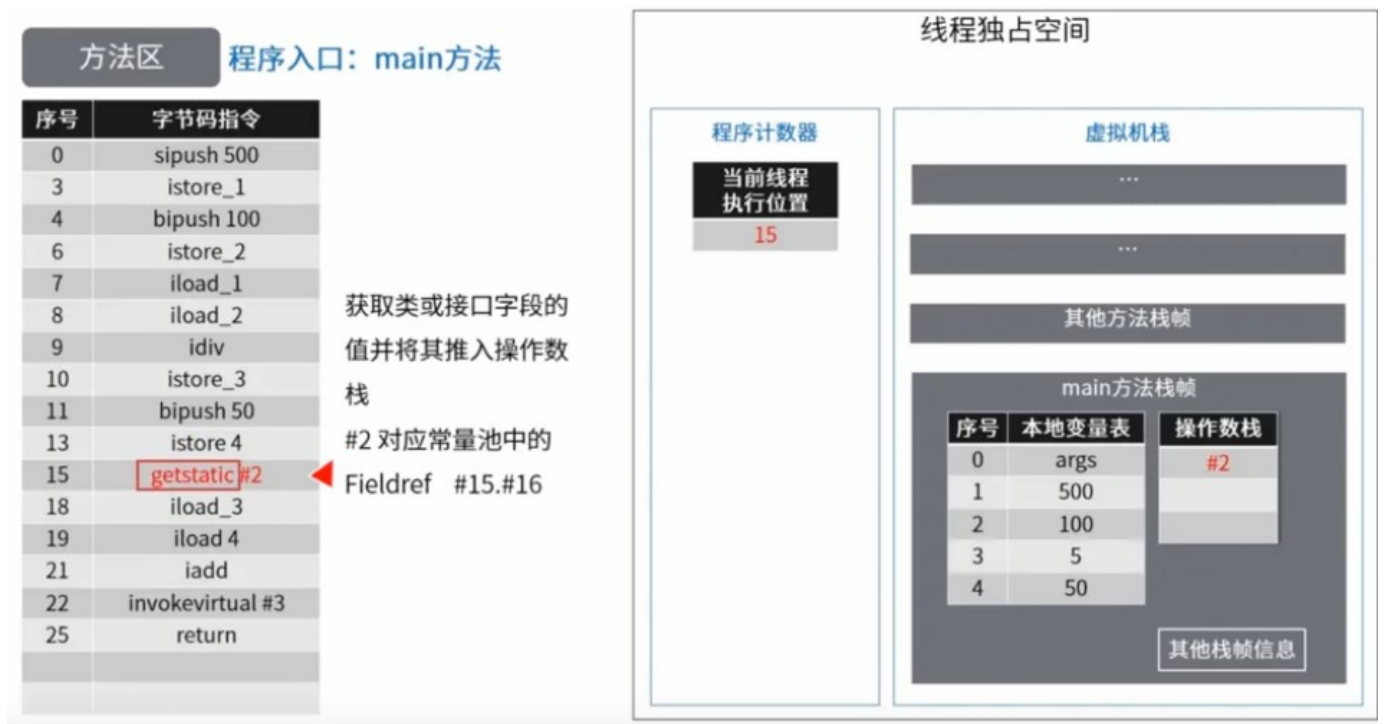 方法区 程序入口：main方法
序号 字节码指令
0 sipush 500
3 istore_1
4 bipush 100
6 istore_2
7 iload_1
8 iload_2
9 idiv
10 istore_3
11 bipush 50
13 istore 4
15 getstatic #2
18 iload_3
19 iload 4
21 iadd
22 invokevirtual #3
25 return
获取类或接口字段的
值并将其推入操作数
栈
#2 对应常量池中的
Fieldref #15.#16
线程独占空间
程序计数器
当前线程
执行位置
15
虚拟机栈
...
...
其他方法栈帧
main方法栈帧
序号 本地变量表 操作数栈
0 args #2
1 500
2 100
3 5
4 50
其他栈帧信息